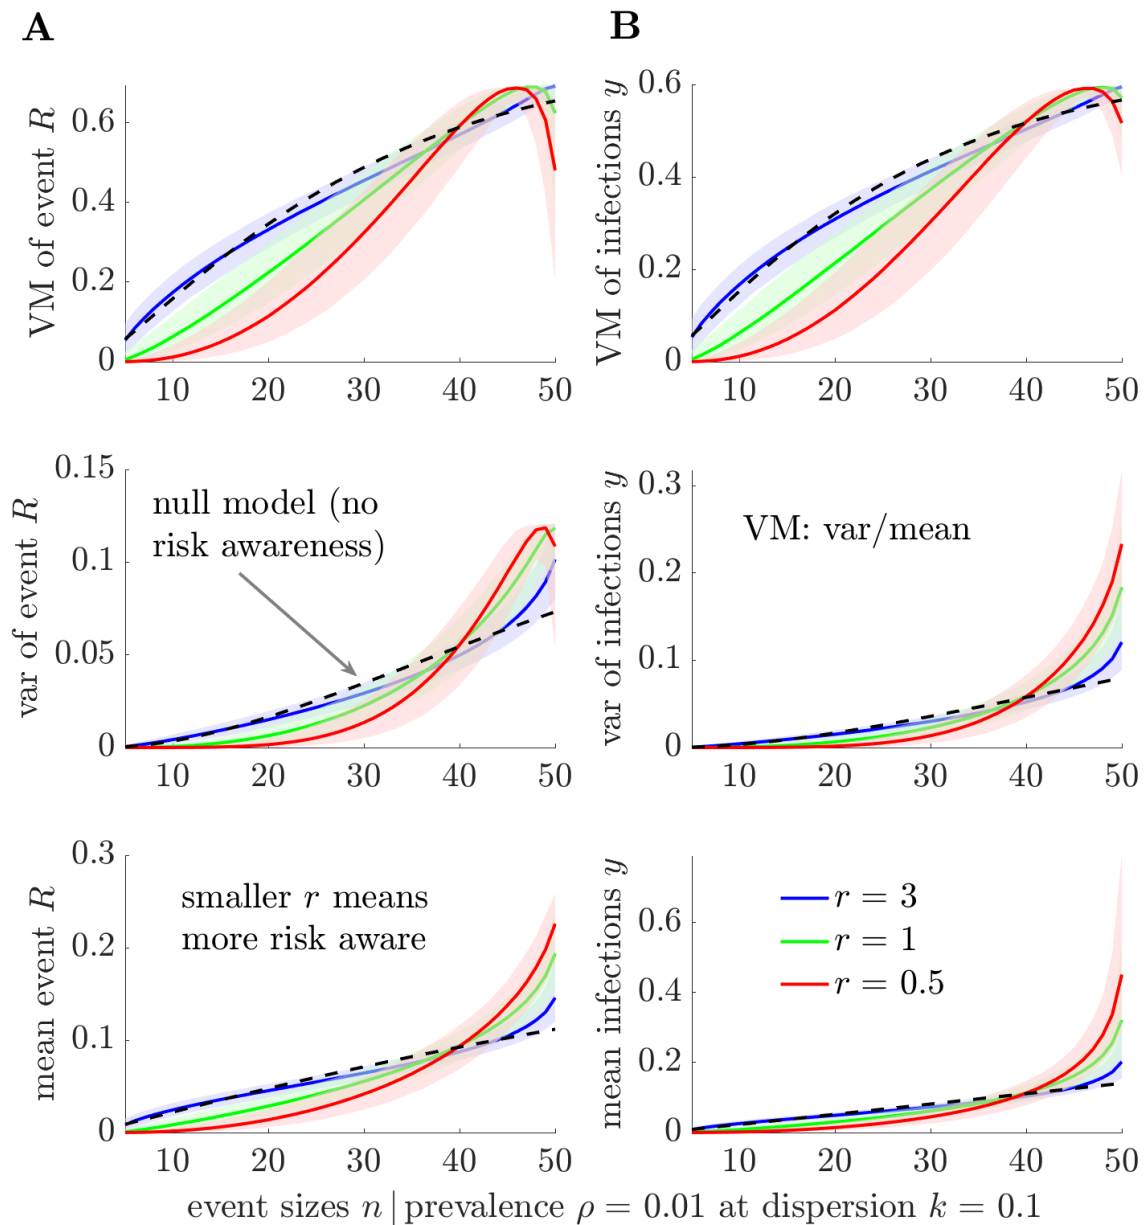 A
B
VM of event R
0.6
0.4
0.2
0
10 20 30 40 50
VM of infections y
0.6
0.4
0.2
0
10 20 30 40 50
var of event R
0.15
0.1
0.05
0
null model (no
risk awareness)
10 20 30 40 50
var of infections y
0.3
0.2
0.1
0
VM: var/mean
10 20 30 40 50
mean event R
0.3
0.2
0.1
0
smaller r means
more risk aware
10 20 30 40 50
mean infections y
0.6
0.4
0.2
0
r = 3
r = 1
r = 0.5
10 20 30 40 50
event sizes n | prevalence ρ = 0.01 at dispersion k = 0.1